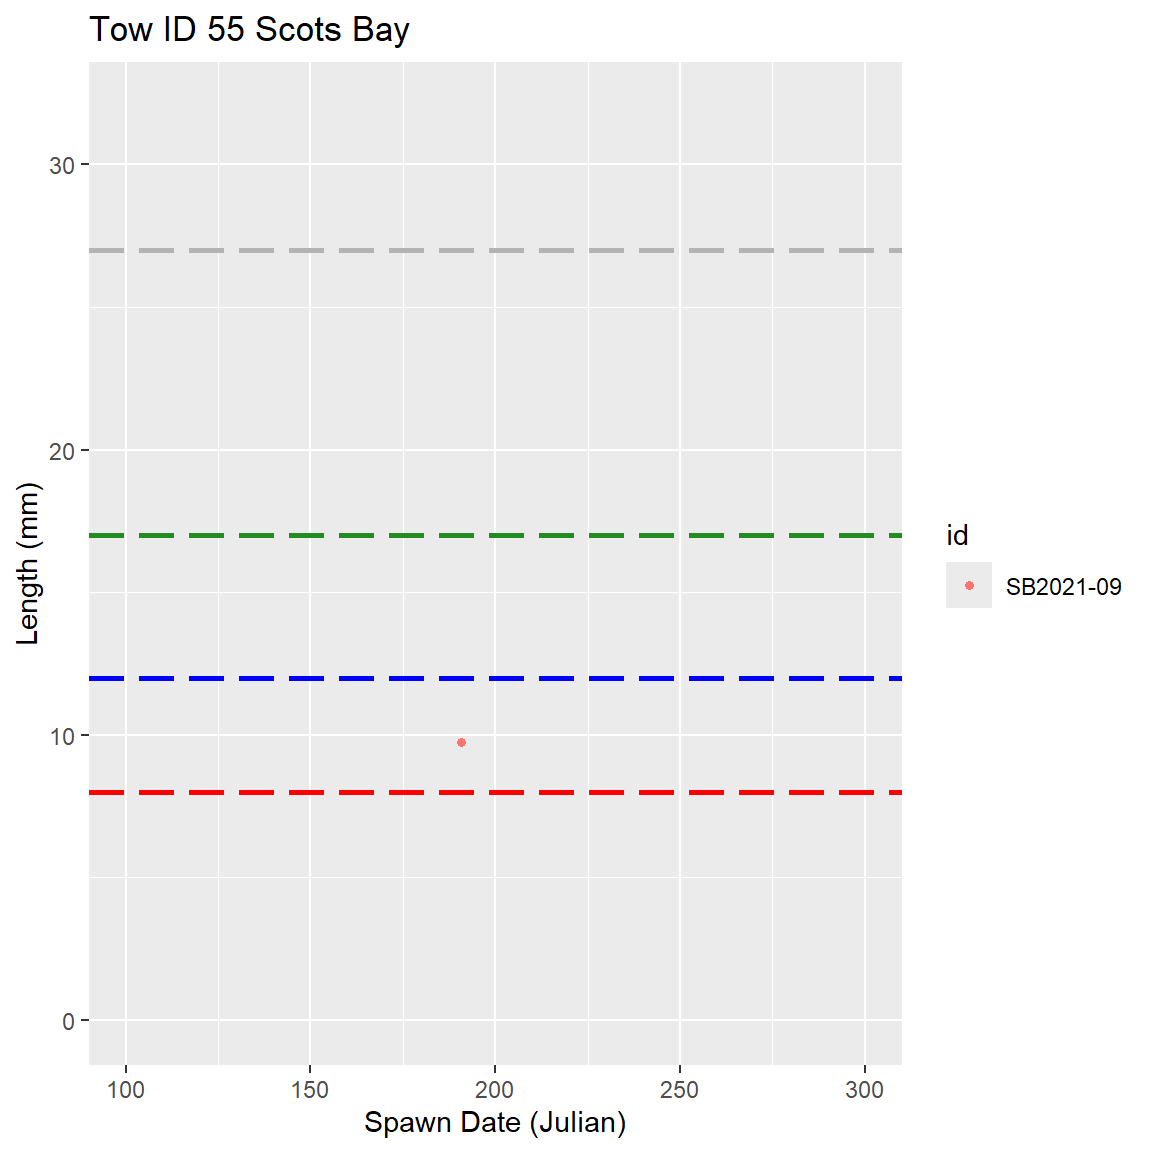 Tow ID 55 Scots Bay
30
20
10
0
Length (mm)
100 150 200 250 300
Spawn Date (Julian)
id
SB2021-09